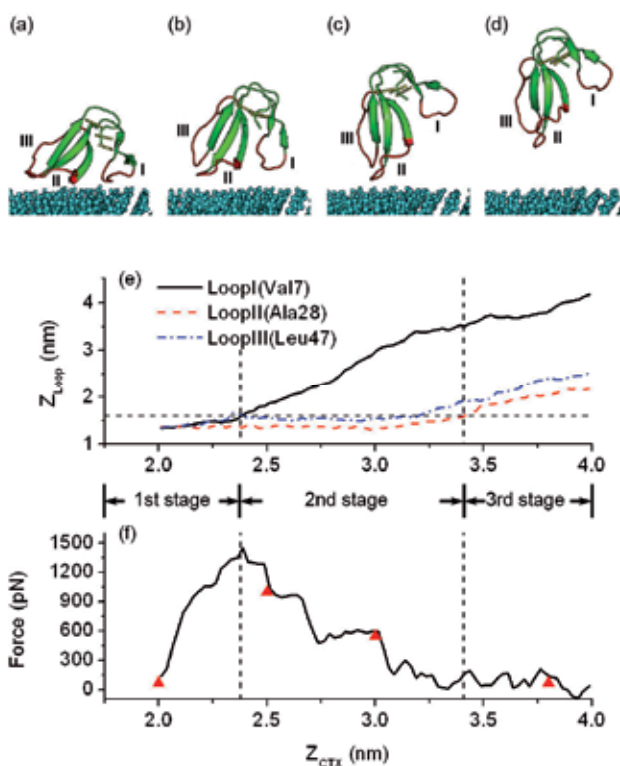 (a) (b) (c) (d)
III II I
III II I
III II I
III II I
(e)
LoopI(Val7)
LoopII(Ala28)
LoopIII(Leu47)
Z_Loop (nm)
4
3
2
1
2.0 2.5 3.0 3.5 4.0
1st stage 2nd stage 3rd stage
(f)
Force (pN)
1500
1200
900
600
300
0
2.0 2.5 3.0 3.5 4.0
Z_CTX (nm)